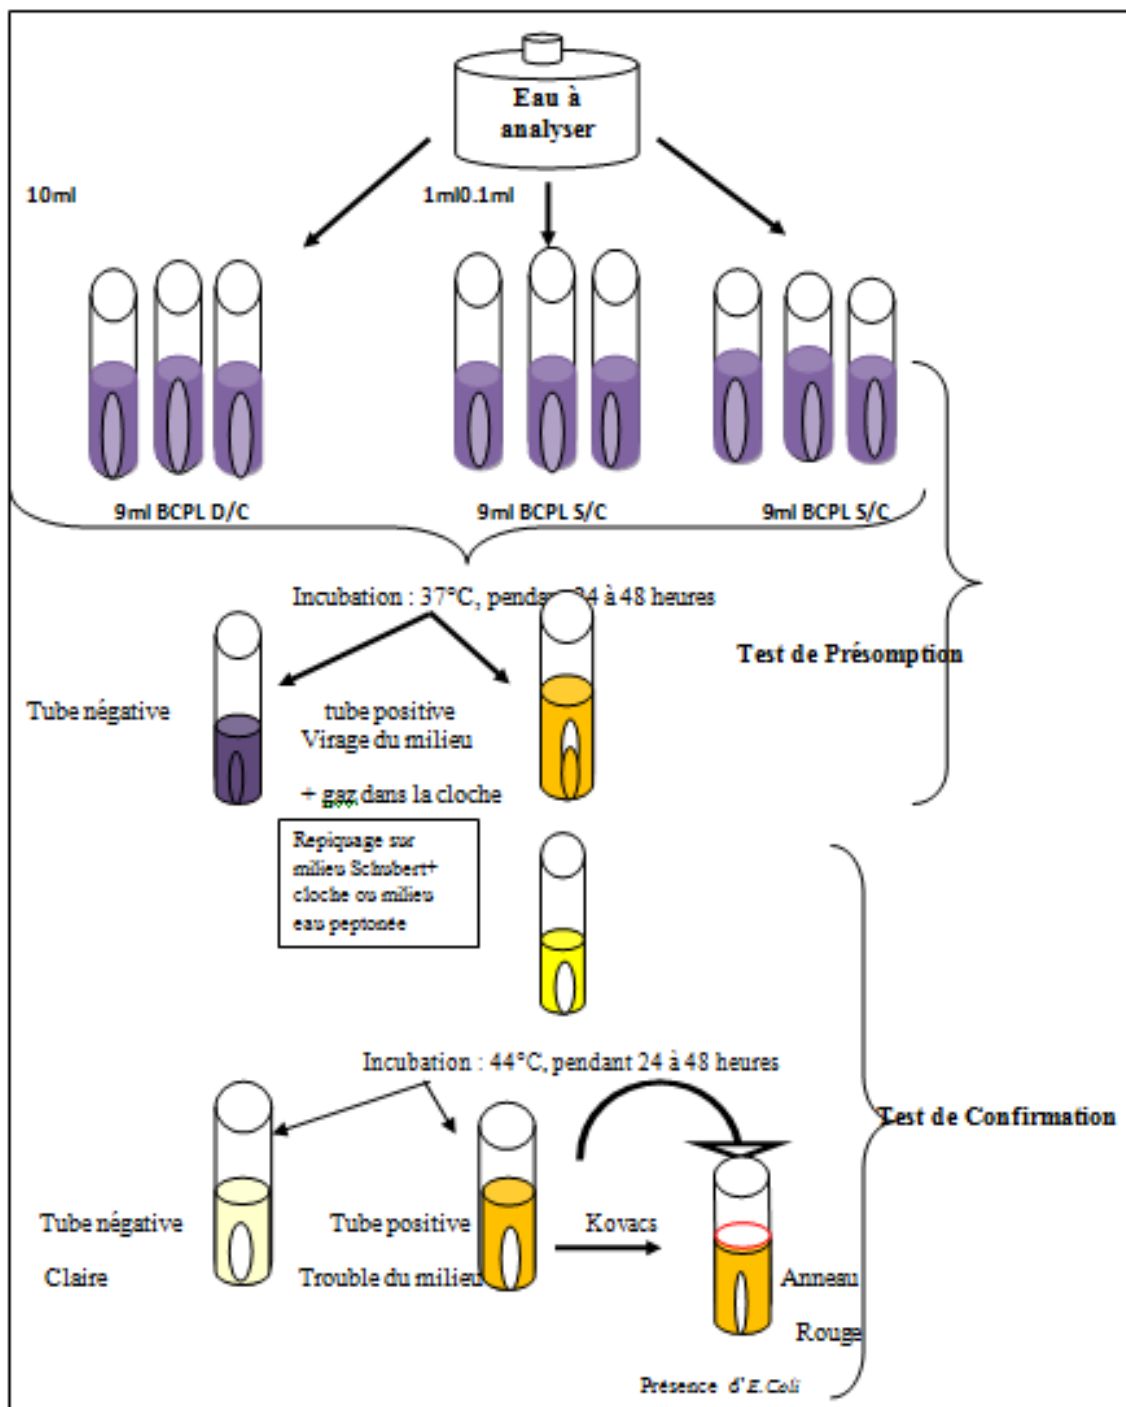 Eau à
analyser
10ml
1ml0.1ml
9ml BCPL D/C
9ml BCPL S/C
9ml BCPL S/C
Incubation : 37°C, pendant 24 à 48 heures
Test de Présomption
Tube négative
tube positive
Virage du milieu
+ gaz dans la cloche
Repiquage sur
milieu Schubert+
cloche ou milieu
eau peptonée
Incubation : 44°C, pendant 24 à 48 heures
Test de Confirmation
Tube négative
Claire
Tube positive
Trouble du milieu
Kovacs
Anneau
Rouge
Présence d'E.Coli